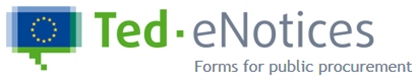 Ted · eNotices
Forms for public procurement